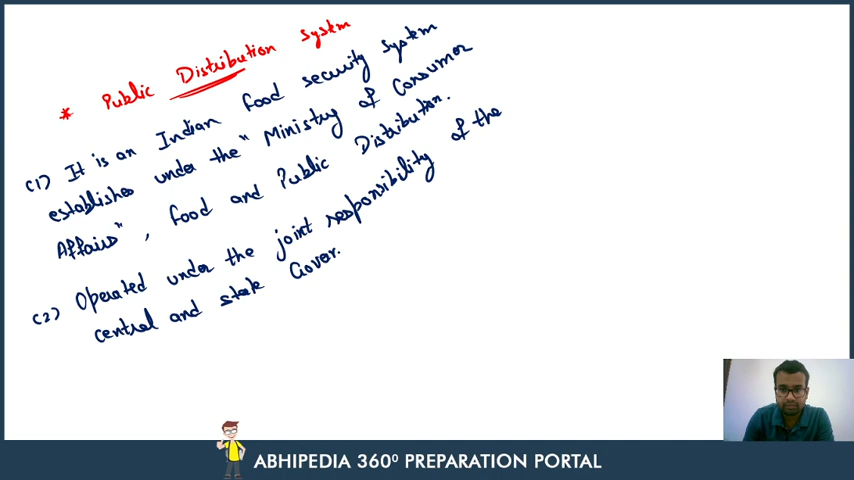 * Public Distribution system
(1) It is an Indian food security system
establishes under the "Ministry of Consumer
Affairs", food and Public Distribution.
(2) Operated under the joint responsibility of the
central and state Gover.
ABHIPEDIA 360° PREPARATION PORTAL